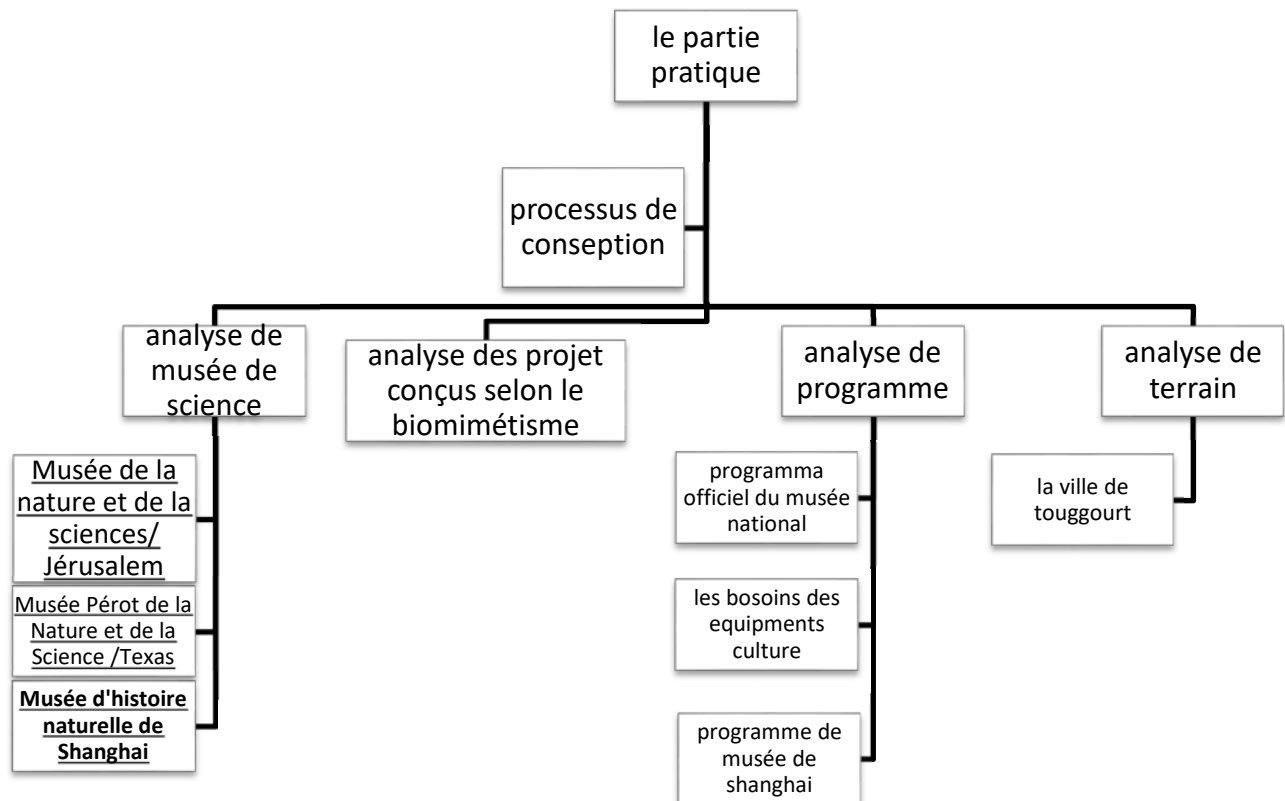 le partie
pratique
processus de
conseption
analyse de
musée de
science
analyse des projet
conçus selon le
biomimétisme
analyse de
programme
analyse de
terrain
Musée de la
nature et de la
sciences/
Jérusalem
Musée Pérot de la
Nature et de la
Science /Texas
Musée d'histoire
naturelle de
Shanghai
programma
officiel du musée
national
les bosoins des
equipments
culture
programme de
musée de
shanghai
la ville de
touggourt